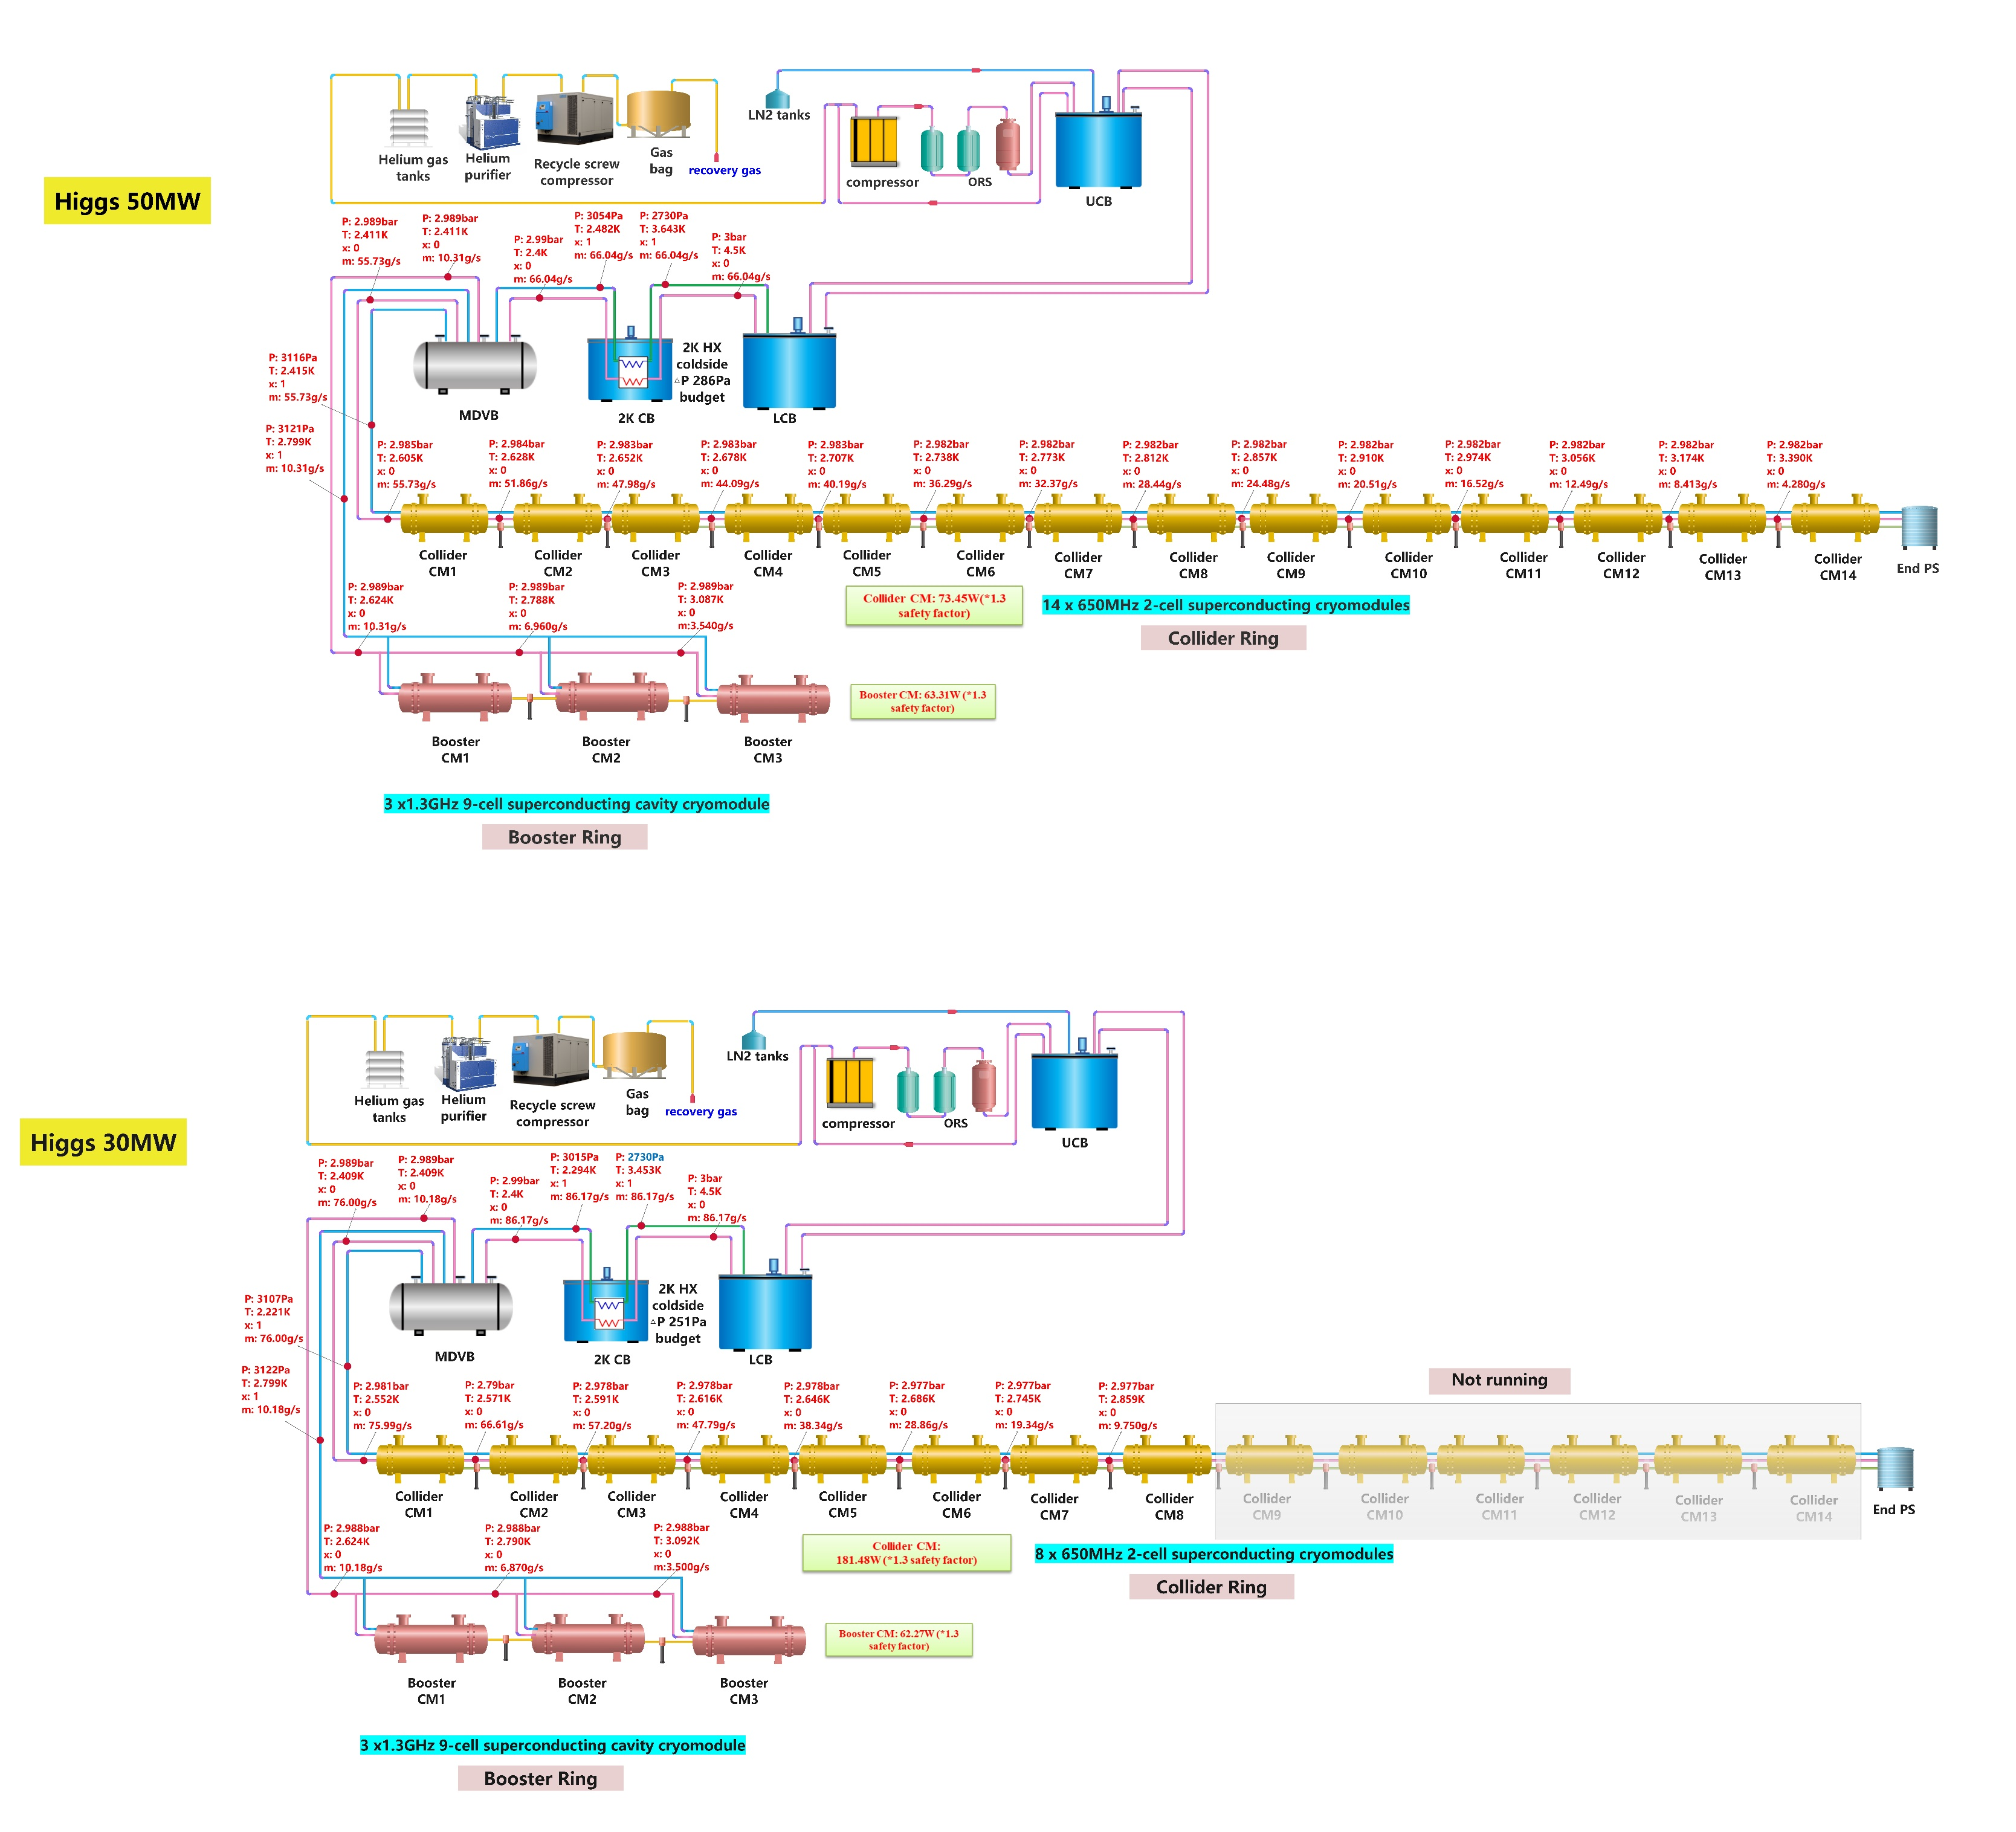 Higgs 50MW
Helium gas
tanks
Helium
purifier
Recycle screw
compressor
Gas
bag
recovery gas
LN2 tanks
compressor
ORS
UCB
P: 2.989bar
T: 2.411K
x: 0
m: 55.73g/s
P: 2.989bar
T: 2.411K
x: 0
m: 10.31g/s
P: 2.99bar
T: 2.4K
x: 0
m: 66.04g/s
P: 3054Pa
T: 2.482K
x: 1
m: 66.04g/s
P: 2730Pa
T: 3.643K
x: 1
m: 66.04g/s
P: 3bar
T: 4.5K
x: 0
m: 66.04g/s
MDVB
2K CB
2K HX
coldside
△P 286Pa
budget
LCB
P: 3116Pa
T: 2.415K
x: 1
m: 55.73g/s
P: 3121Pa
T: 2.799K
x: 1
m: 10.31g/s
P: 2.985bar
T: 2.605K
x: 0
m: 55.73g/s
P: 2.984bar
T: 2.628K
x: 0
m: 51.86g/s
P: 2.983bar
T: 2.652K
x: 0
m: 47.98g/s
P: 2.983bar
T: 2.678K
x: 0
m: 44.09g/s
P: 2.983bar
T: 2.707K
x: 0
m: 40.19g/s
P: 2.982bar
T: 2.738K
x: 0
m: 36.29g/s
P: 2.982bar
T: 2.773K
x: 0
m: 32.37g/s
P: 2.982bar
T: 2.812K
x: 0
m: 28.44g/s
P: 2.982bar
T: 2.857K
x: 0
m: 24.48g/s
P: 2.982bar
T: 2.910K
x: 0
m: 20.51g/s
P: 2.982bar
T: 2.974K
x: 0
m: 16.52g/s
P: 2.982bar
T: 3.056K
x: 0
m: 12.49g/s
P: 2.982bar
T: 3.174K
x: 0
m: 8.413g/s
P: 2.982bar
T: 3.390K
x: 0
m: 4.280g/s
Collider
CM1
Collider
CM2
Collider
CM3
Collider
CM4
Collider
CM5
Collider
CM6
Collider
CM7
Collider
CM8
Collider
CM9
Collider
CM10
Collider
CM11
Collider
CM12
Collider
CM13
Collider
CM14
End PS
P: 2.989bar
T: 2.624K
x: 0
m: 10.31g/s
P: 2.989bar
T: 2.788K
x: 0
m: 6.960g/s
P: 2.989bar
T: 3.087K
x: 0
m:3.540g/s
Collider CM: 73.45W(*1.3
safety factor)
14 x 650MHz 2-cell superconducting cryomodules
Collider Ring
Booster CM: 63.31W (*1.3
safety factor)
Booster
CM1
Booster
CM2
Booster
CM3
3 x1.3GHz 9-cell superconducting cavity cryomodule
Booster Ring
Higgs 30MW
Helium gas
tanks
Helium
purifier
Recycle screw
compressor
Gas
bag
recovery gas
LN2 tanks
compressor
ORS
UCB
P: 2.989bar
T: 2.409K
x: 0
m: 76.00g/s
P: 2.989bar
T: 2.409K
x: 0
m: 10.18g/s
P: 2.99bar
T: 2.4K
x: 0
m: 86.17g/s
P: 3015Pa
T: 2.294K
x: 1
m: 86.17g/s
P: 2730Pa
T: 3.453K
x: 1
m: 86.17g/s
P: 3bar
T: 4.5K
x: 0
m: 86.17g/s
MDVB
2K CB
2K HX
coldside
△P 251Pa
budget
LCB
P: 3107Pa
T: 2.221K
x: 1
m: 76.00g/s
P: 3122Pa
T: 2.799K
x: 1
m: 10.18g/s
P: 2.981bar
T: 2.552K
x: 0
m: 75.99g/s
P: 2.79bar
T: 2.571K
x: 0
m: 66.61g/s
P: 2.978bar
T: 2.591K
x: 0
m: 57.20g/s
P: 2.978bar
T: 2.616K
x: 0
m: 47.79g/s
P: 2.978bar
T: 2.646K
x: 0
m: 38.34g/s
P: 2.977bar
T: 2.686K
x: 0
m: 28.86g/s
P: 2.977bar
T: 2.745K
x: 0
m: 19.34g/s
P: 2.977bar
T: 2.859K
x: 0
m: 9.750g/s
Not running
Collider
CM1
Collider
CM2
Collider
CM3
Collider
CM4
Collider
CM5
Collider
CM6
Collider
CM7
Collider
CM8
Collider
CM9
Collider
CM10
Collider
CM11
Collider
CM12
Collider
CM13
Collider
CM14
End PS
P: 2.988bar
T: 2.624K
x: 0
m: 10.18g/s
P: 2.988bar
T: 2.790K
x: 0
m: 6.870g/s
P: 2.988bar
T: 3.092K
x: 0
m:3.500g/s
Collider CM:
181.48W (*1.3 safety factor)
8 x 650MHz 2-cell superconducting cryomodules
Collider Ring
Booster CM: 62.27W (*1.3
safety factor)
Booster
CM1
Booster
CM2
Booster
CM3
3 x1.3GHz 9-cell superconducting cavity cryomodule
Booster Ring